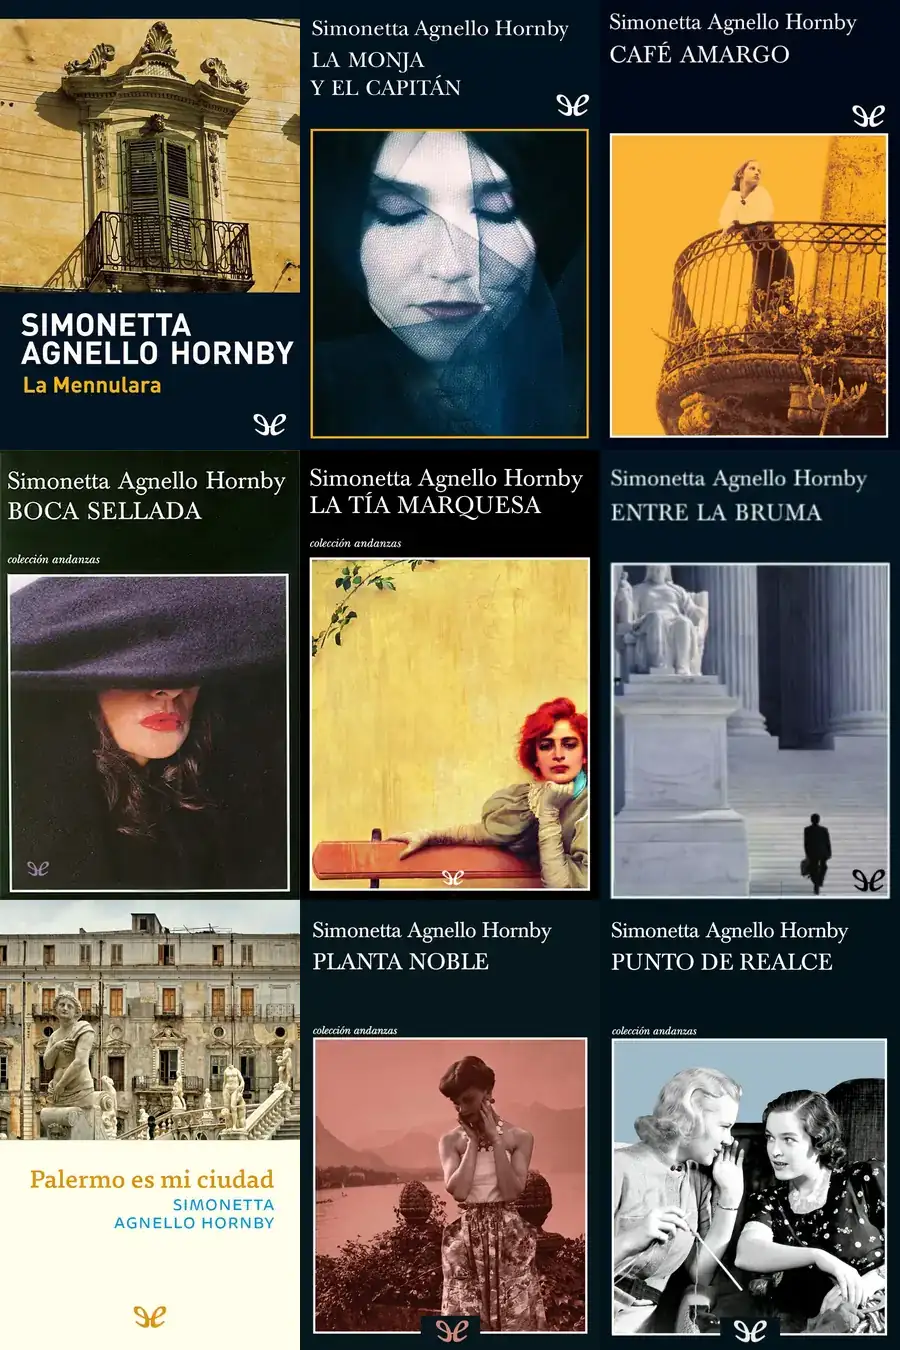 SIMONETTA
AGNELLO HORNBY
La Mennulara
Simonetta Agnello Hornby
LA MONJA
Y EL CAPITÁN
Simonetta Agnello Hornby
CAFÉ AMARGO
Simonetta Agnello Hornby
BOCA SELLADA
colección andanzas
Simonetta Agnello Hornby
LA TÍA MARQUESA
colección andanzas
Simonetta Agnello Hornby
ENTRE LA BRUMA
Palermo es mi ciudad
SIMONETTA
AGNELLO HORNBY
Simonetta Agnello Hornby
PLANTA NOBLE
colección andanzas
Simonetta Agnello Hornby
PUNTO DE REALCE
colección andanzas